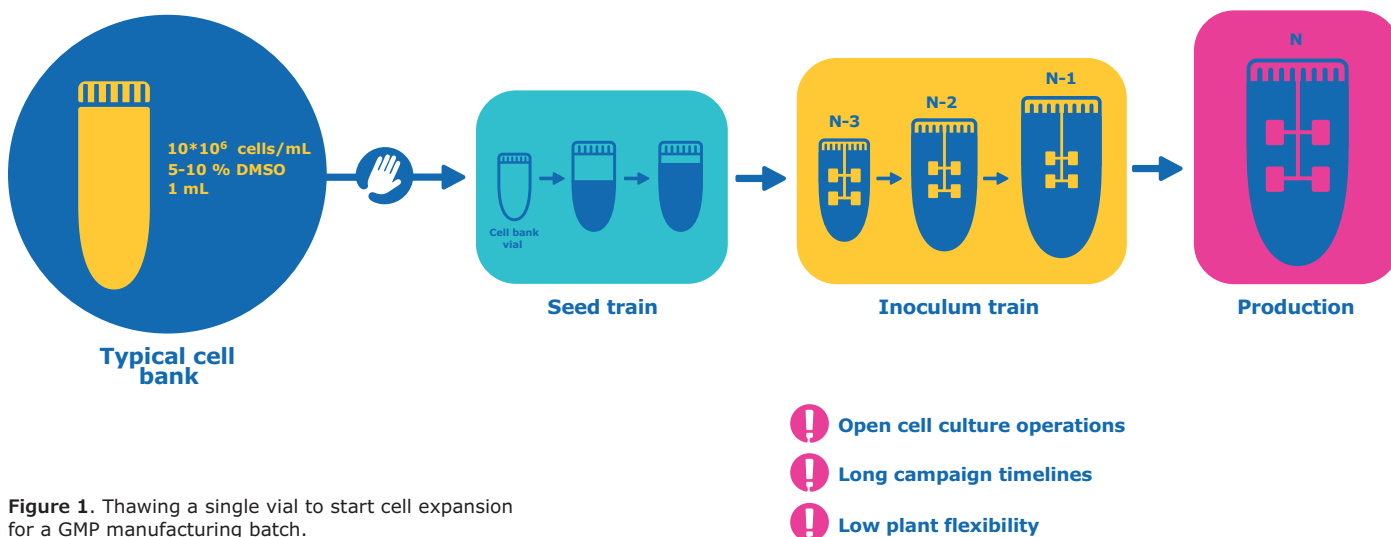 10*10⁶ cells/mL
5-10 % DMSO
1 mL
Typical cell
bank
Cell bank
vial
Seed train
N-3
N-2
N-1
Inoculum train
N
Production
Open cell culture operations
Long campaign timelines
Low plant flexibility
Figure 1. Thawing a single vial to start cell expansion
for a GMP manufacturing batch.